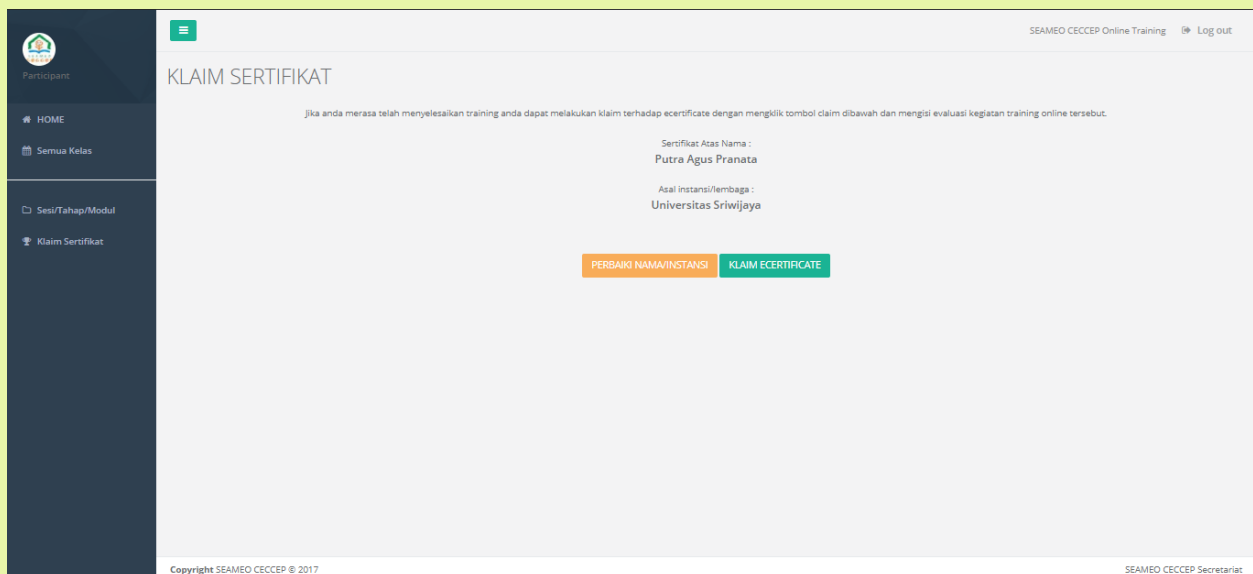 SEAMEO CECCEP Online Training
Log out
Participant
KLAIM SERTIFIKAT
HOME
Semua Kelas
Sesi/Tahap/Modul
Klaim Sertifikat
Jika anda merasa telah menyelesaikan training anda dapat melakukan klaim terhadap ecertificate dengan mengklik tombol claim dibawah dan mengisi evaluasi kegiatan training online tersebut.
Sertifikat Atas Nama :
Putra Agus Pranata
Asal instansi/lembaga :
Universitas Sriwijaya
PERBAIKI NAMA/INSTANSI
KLAIM ECERTIFICATE
Copyright SEAMEO CECCEP © 2017
SEAMEO CECCEP Secretariat